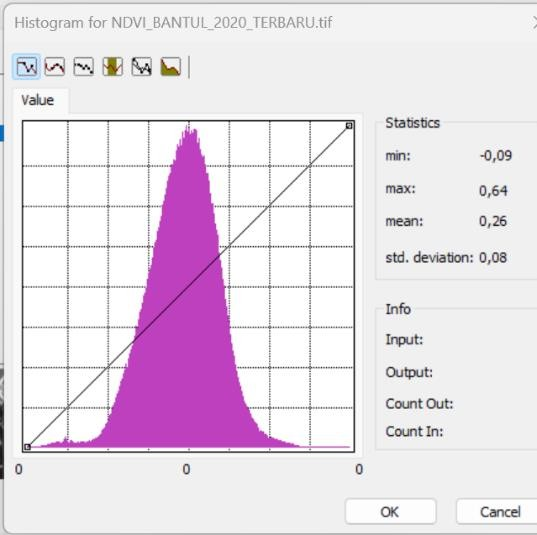 Histogram for NDVI_BANTUL_2020_TERBARU.tif
Value
Statistics
min: -0,09
max: 0,64
mean: 0,26
std. deviation: 0,08
Info
Input:
Output:
Count Out:
Count In:
0 0 0
OK Cancel